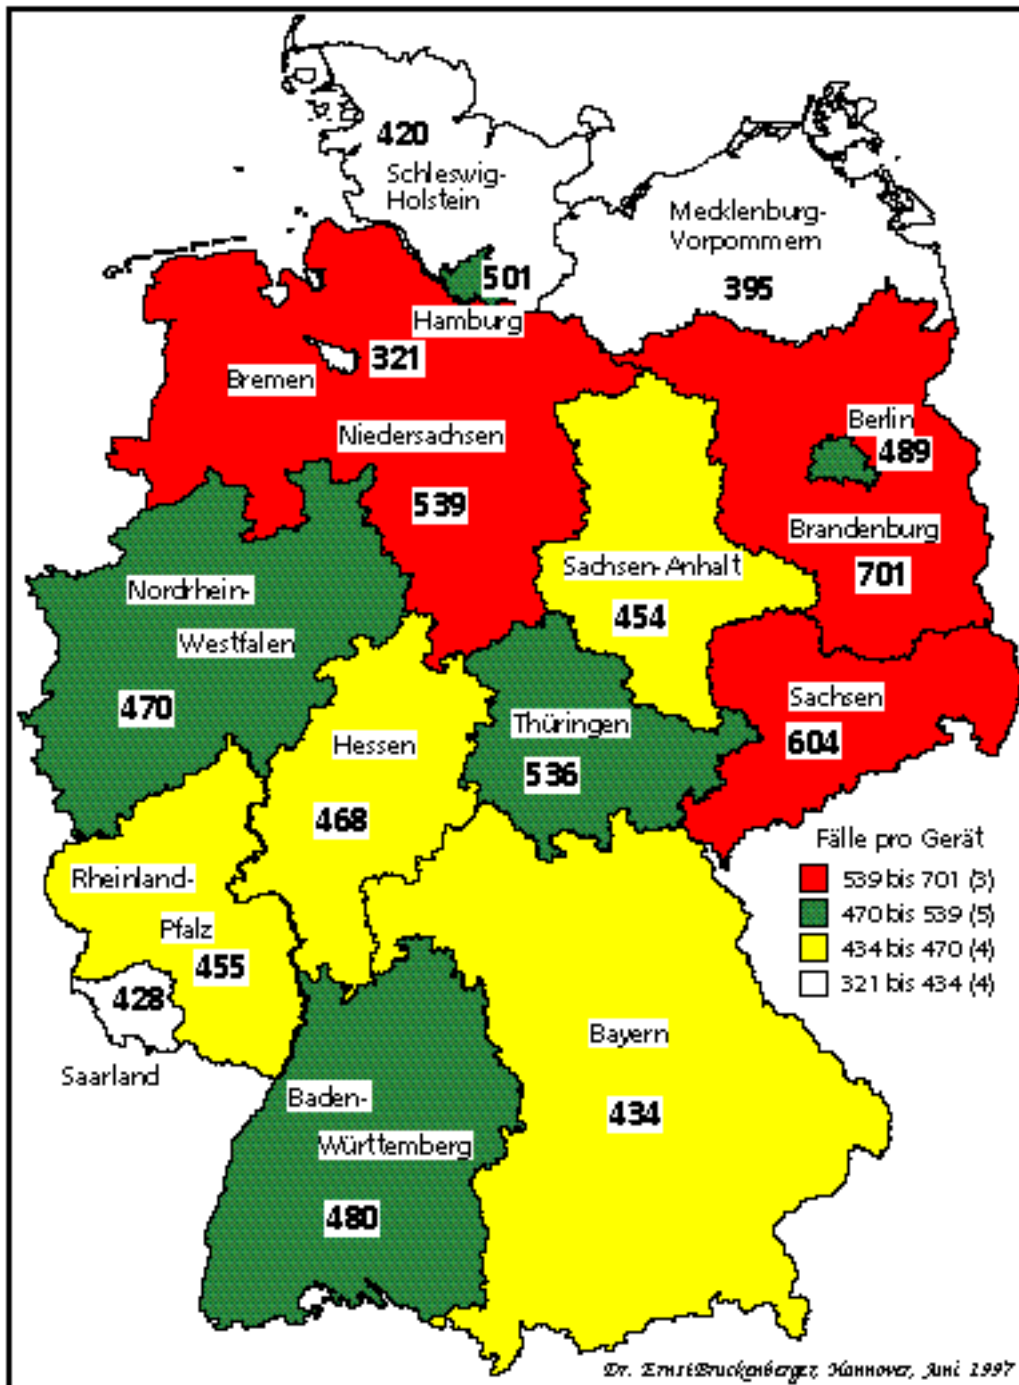 420
Schleswig-
Holstein
Mecklenburg-
Vorpommern
395
501
Hamburg
321
Bremen
Niedersachsen
539
Berlin
489
Brandenburg
701
Sachsen-Anhalt
454
Nordrhein-
Westfalen
470
Hessen
468
Thüringen
536
Sachsen
604
Fälle pro Gerät
539 bis 701 (3)
470 bis 539 (5)
434 bis 470 (4)
321 bis 434 (4)
Rheinland-
Pfalz
455
428
Saarland
Bayern
434
Baden-
Württemberg
480
Dr. Ernst Bruckenberger, Hannover, Juni 1997